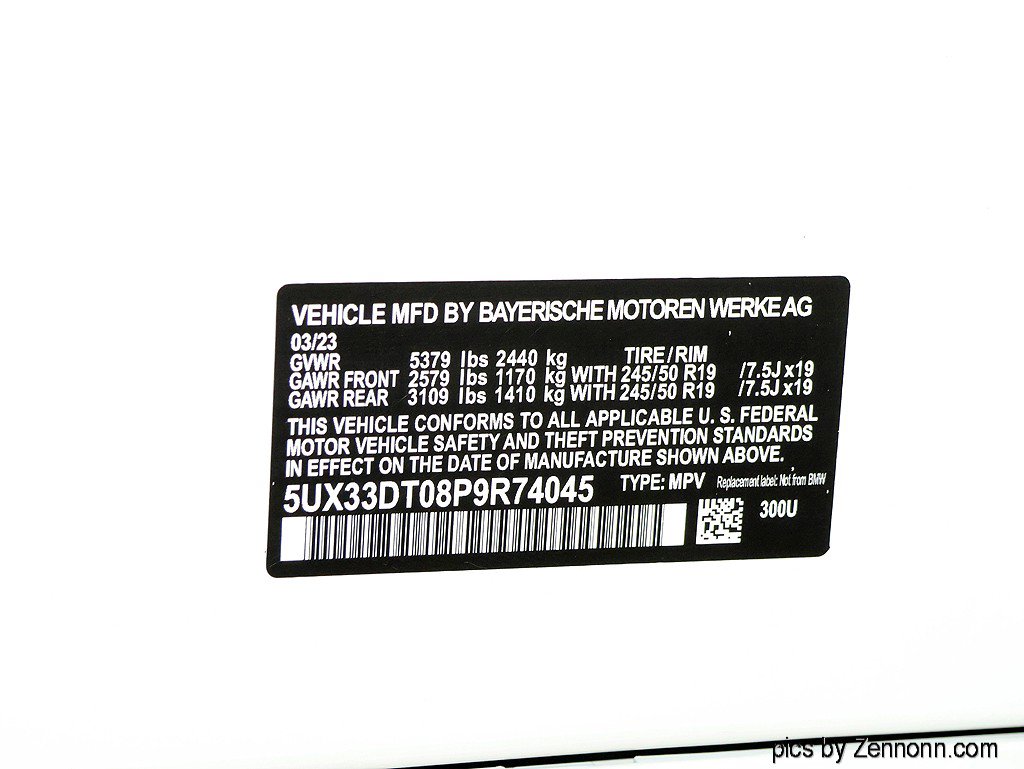 VEHICLE MFD BY BAYERISCHE MOTOREN WERKE AG
03/23
GVWR 5379 lbs 2440 kg TIRE/RIM
GAWR FRONT 2579 lbs 1170 kg WITH 245/50 R19 /7.5J x19
GAWR REAR 3109 lbs 1410 kg WITH 245/50 R19 /7.5J x19
THIS VEHICLE CONFORMS TO ALL APPLICABLE U. S. FEDERAL
MOTOR VEHICLE SAFETY AND THEFT PREVENTION STANDARDS
IN EFFECT ON THE DATE OF MANUFACTURE SHOWN ABOVE.
5UX33DT08P9R74045 TYPE: MPV Replacement label: Not from BMW
300U
pics by Zennonn.com